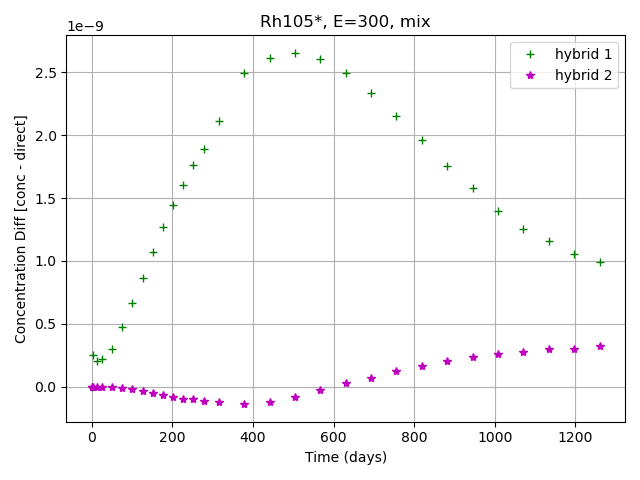 Rh105*, E=300, mix
1e−9
hybrid 1
hybrid 2
2.5
2.0
1.5
1.0
0.5
0.0
Concentration Diff [conc - direct]
0 200 400 600 800 1000 1200
Time (days)